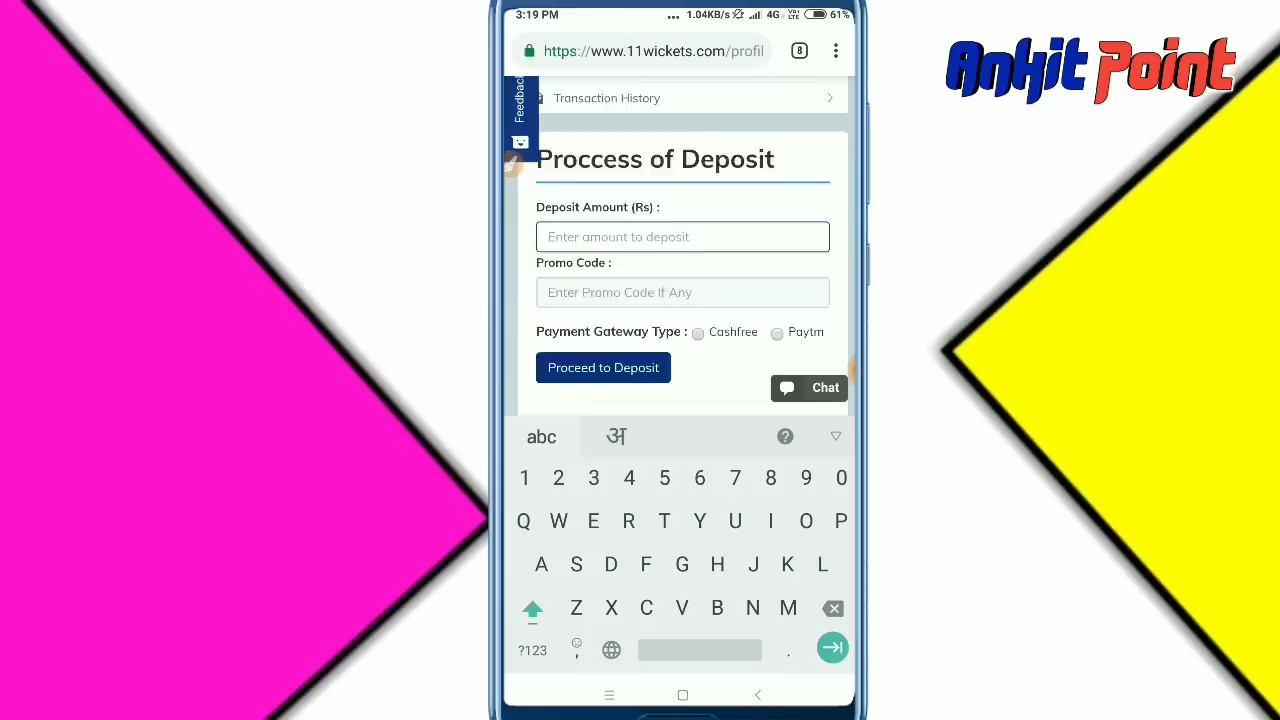 3:19 PM
... 1.04KB/s 4G Vo LTE 61%
https://www.11wickets.com/profil
8
Ankit Point
Feedback
Transaction History
Proccess of Deposit
Deposit Amount (Rs) :
Enter amount to deposit
Promo Code :
Enter Promo Code If Any
Payment Gateway Type : Cashfree Paytm
Proceed to Deposit
Chat
abc अ ?
1 2 3 4 5 6 7 8 9 0
Q W E R T Y U I O P
A S D F G H J K L
Z X C V B N M
?123 , .